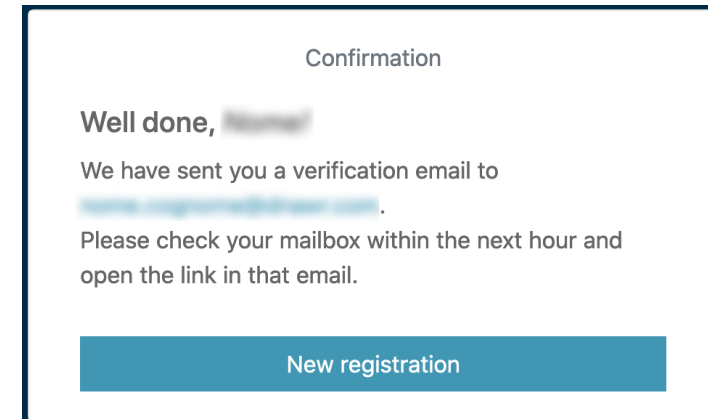 Confirmation
Well done,
We have sent you a verification email to
.
Please check your mailbox within the next hour and
open the link in that email.
New registration